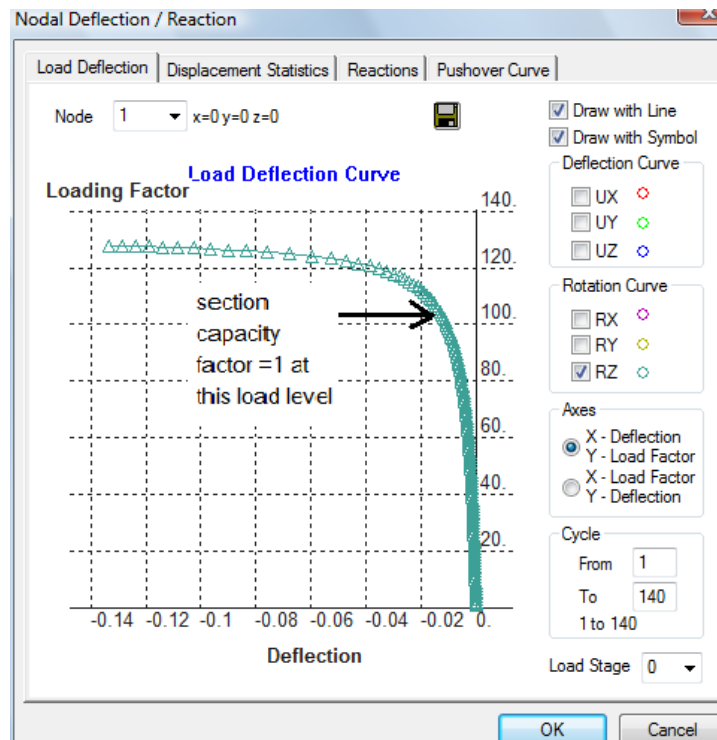 Nodal Deflection / Reaction
Load Deflection Displacement Statistics Reactions Pushover Curve
Node 1 x=0 y=0 z=0
Draw with Line
Draw with Symbol
Load Deflection Curve
Loading Factor
140.
120.
100.
80.
60.
40.
20.
section
capacity
factor =1 at
this load level
-0.14 -0.12 -0.1 -0.08 -0.06 -0.04 -0.02 0.
Deflection
Deflection Curve
UX
UY
UZ
Rotation Curve
RX
RY
RZ
Axes
X - Deflection
Y - Load Factor
X - Load Factor
Y - Deflection
Cycle
From 1
To 140
1 to 140
Load Stage 0
OK Cancel